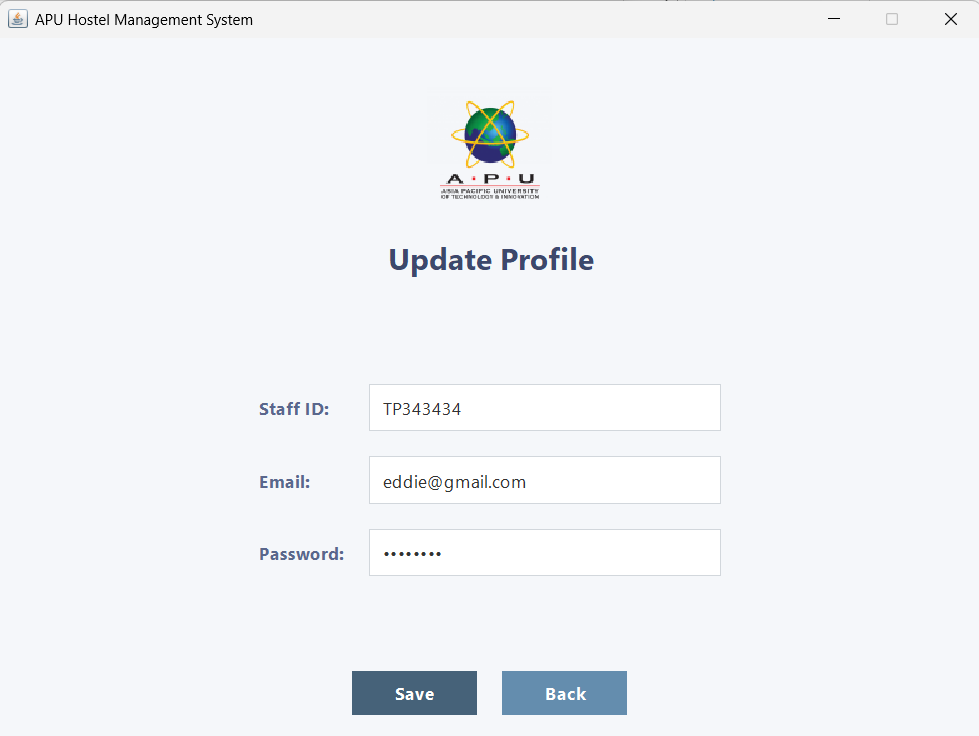 APU Hostel Management System
A·P·U
ASIA PACIFIC UNIVERSITY
OF TECHNOLOGY & INNOVATION
Update Profile
Staff ID: TP343434
Email: eddie@gmail.com
Password: ••••••••
Save Back